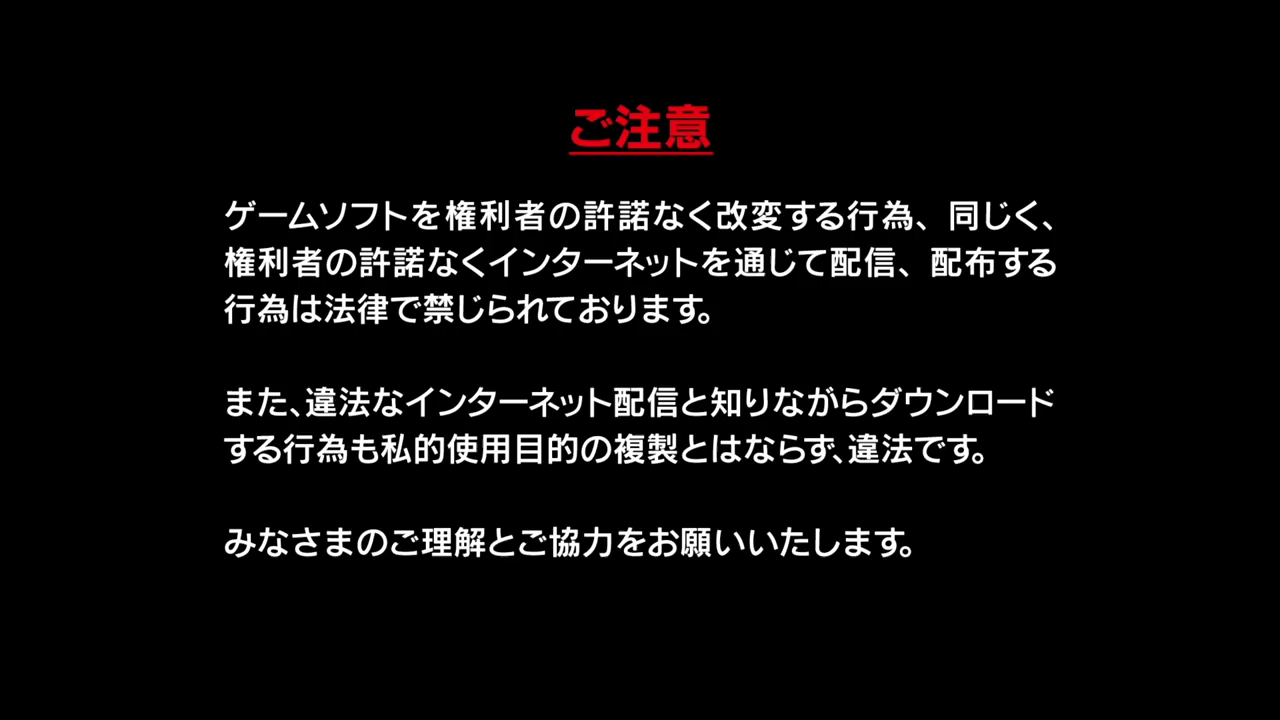 ご注意
ゲームソフトを権利者の許諾なく改変する行為、同じく、
権利者の許諾なくインターネットを通じて配信、配布する
行為は法律で禁じられております。
また、違法なインターネット配信と知りながらダウンロード
する行為も私的使用目的の複製とはならず、違法です。
みなさまのご理解とご協力をお願いいたします。